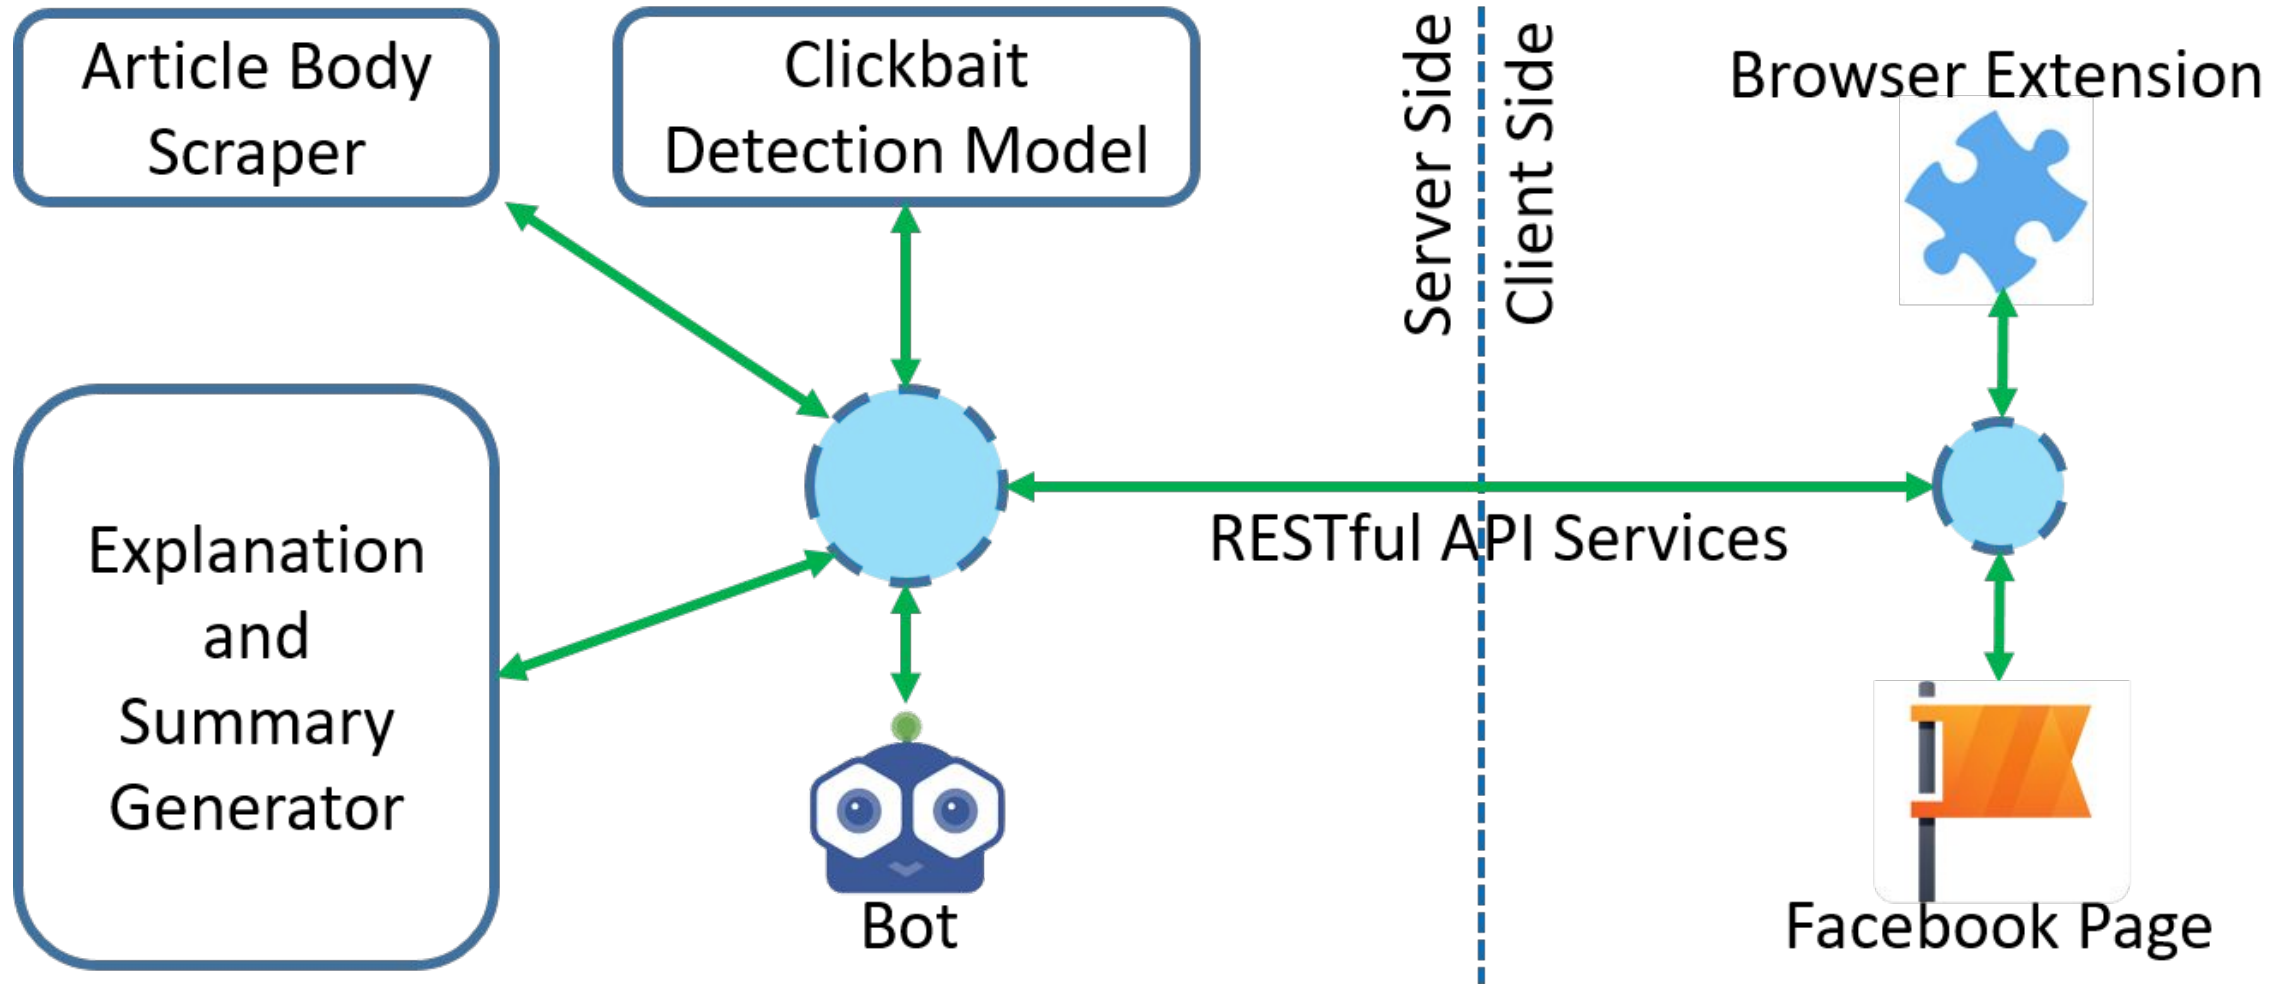 Article Body
Scraper
Clickbait
Detection Model
Server Side
Client Side
Browser Extension
Explanation
and
Summary
Generator
RESTful API Services
Bot
Facebook Page